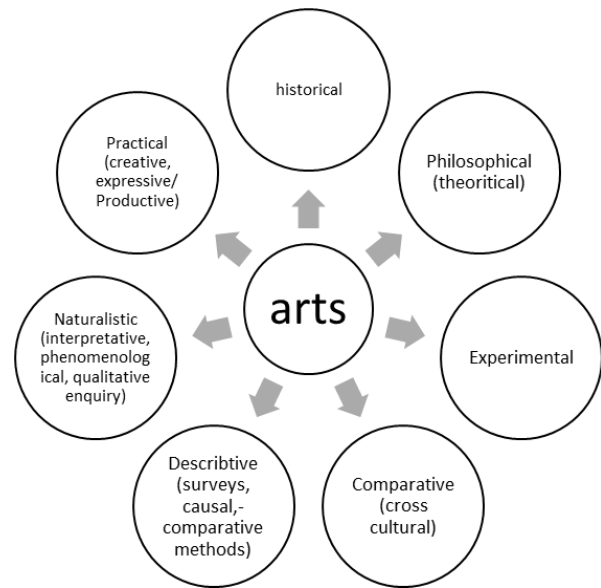 historical
Philosophical
(theoritical)
Experimental
Comparative
(cross
cultural)
Describtive
(surveys,
causal,-
comparative
methods)
Naturalistic
(interpretative,
phenomenolog
ical, qualitative
enquiry)
Practical
(creative,
expressive/
Productive)
arts